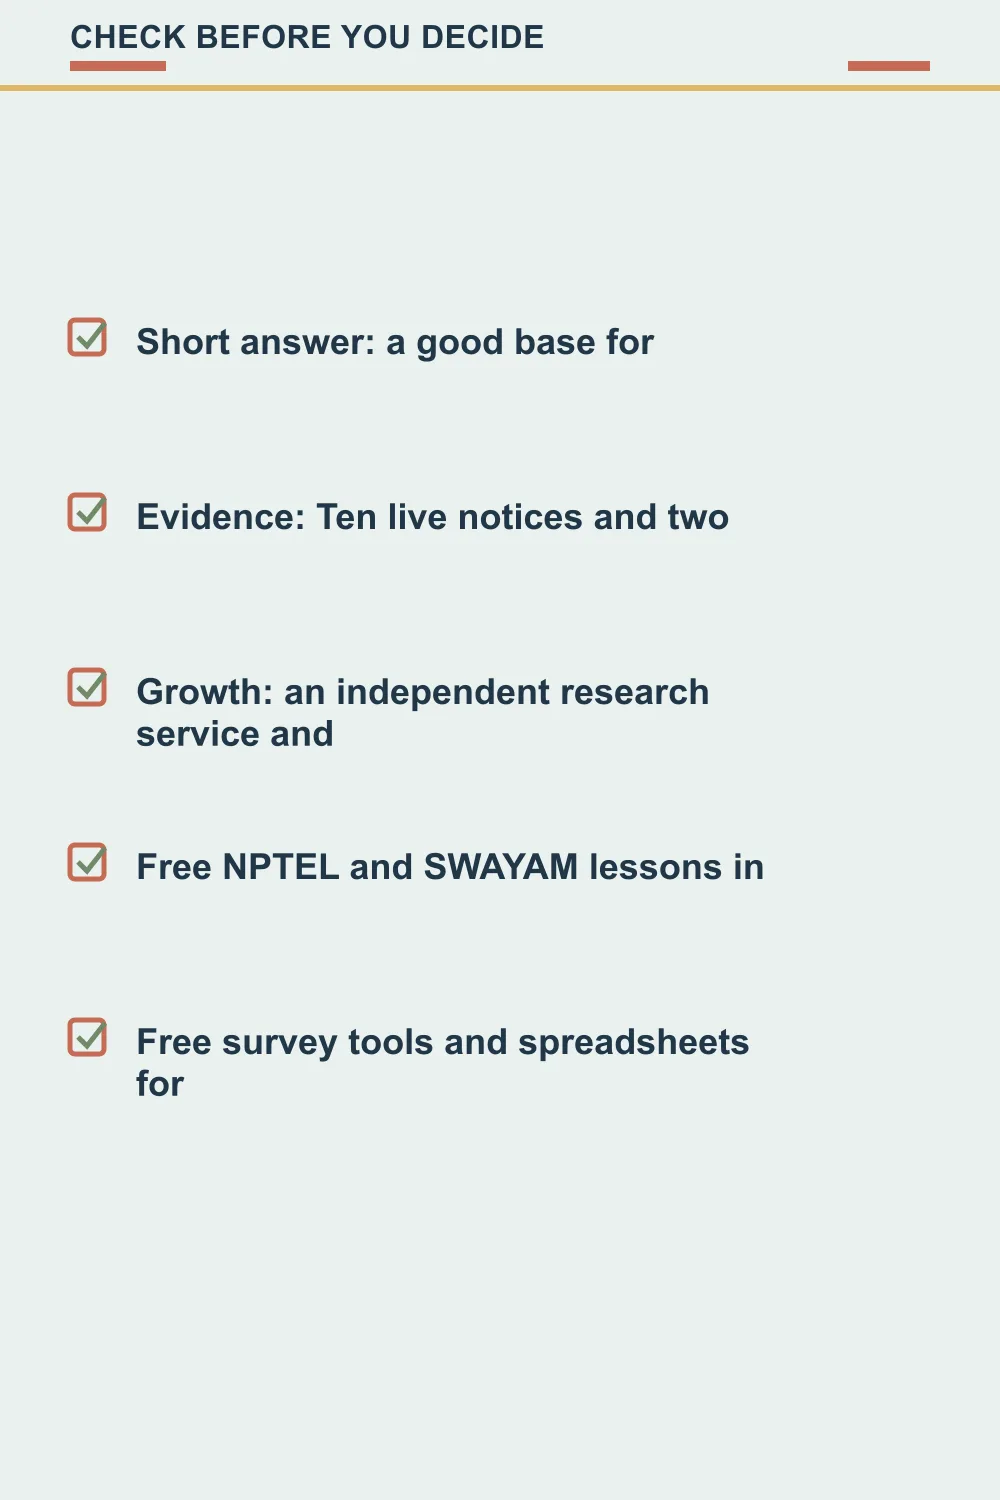 CHECK BEFORE YOU DECIDE
Short answer: a good base for
Evidence: Ten live notices and two
Growth: an independent research
service and
Free NPTEL and SWAYAM lessons in
Free survey tools and spreadsheets
for